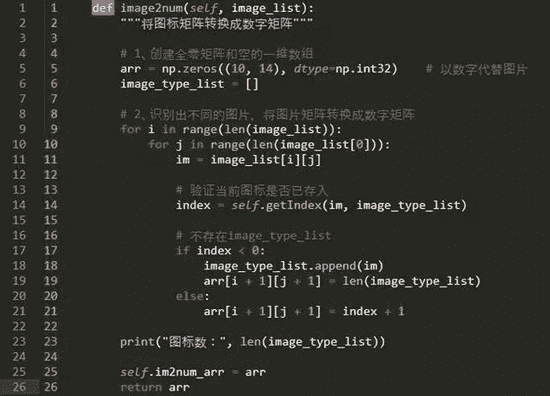 1 1 def image2num(self, image_list):
2 2 """将图标矩阵转换成数字矩阵"""
3 3
4 4 # 1、创建全零矩阵和空的一维数组
5 5 arr = np.zeros((10, 14), dtype=np.int32) # 以数字代替图片
6 6 image_type_list = []
7 7
8 8 # 2、识别出不同的图片，将图片矩阵转换成数字矩阵
9 9 for i in range(len(image_list)):
10 10 for j in range(len(image_list[0])):
11 11 im = image_list[i][j]
12 12
13 13 # 验证当前图标是否已存入
14 14 index = self.getIndex(im, image_type_list)
15 15
16 16 # 不存在image_type_list
17 17 if index < 0:
18 18 image_type_list.append(im)
19 19 arr[i + 1][j + 1] = len(image_type_list)
20 20 else:
21 21 arr[i + 1][j + 1] = index + 1
22 22
23 23 print("图标数：", len(image_type_list))
24 24
25 25 self.im2num_arr = arr
26 26 return arr